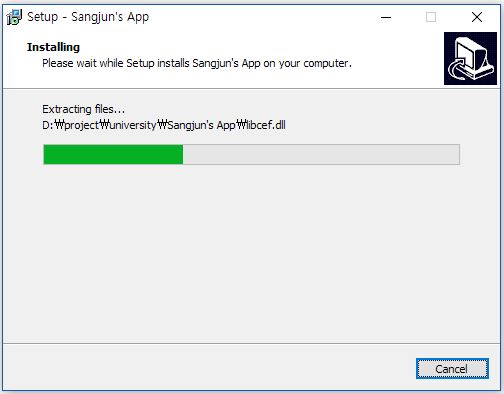 Setup - Sangjun's App
Installing
Please wait while Setup installs Sangjun's App on your computer.
Extracting files...
D:₩project₩university₩Sangjun's App₩libcef.dll
Cancel